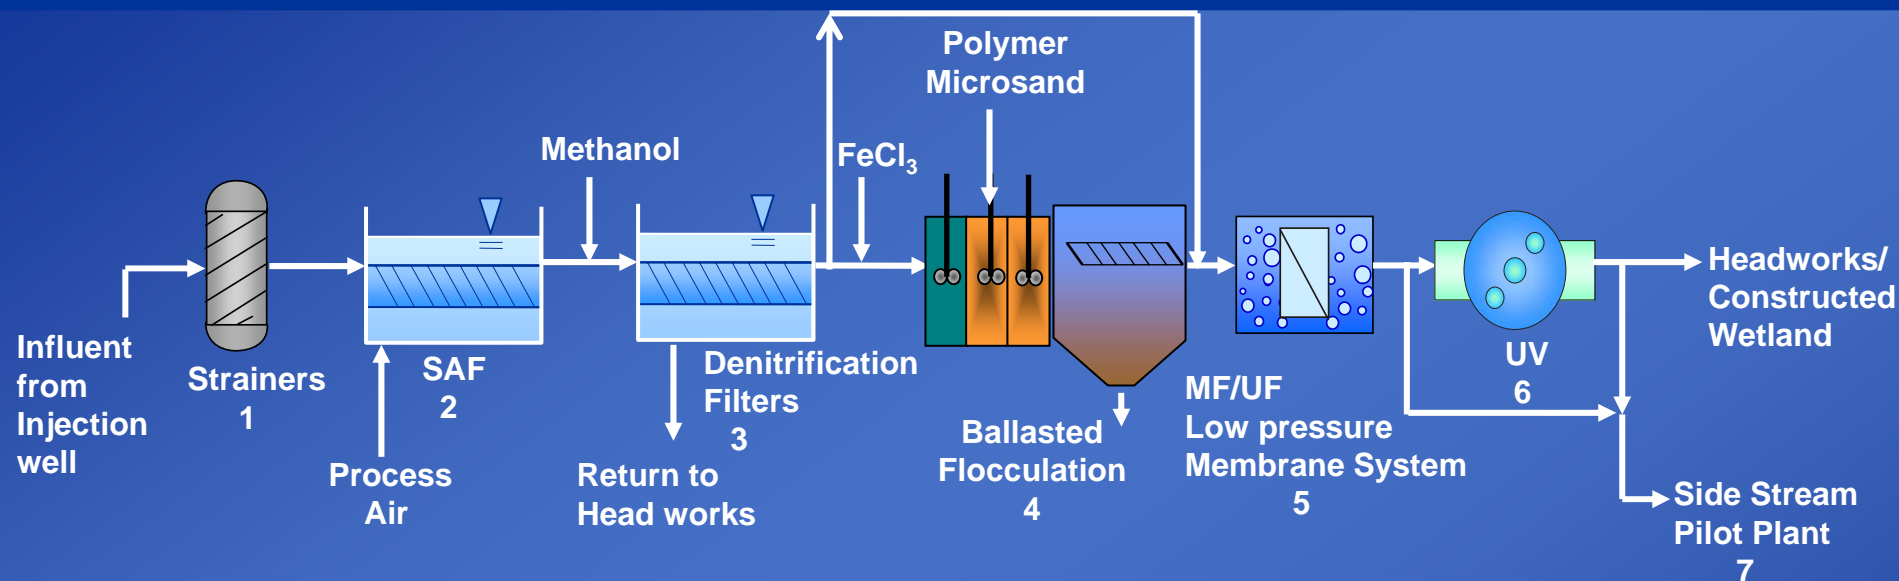 Influent
from
Injection
well
Strainers
1
SAF
2
Process
Air
Methanol
Denitrification
Filters
3
Return to
Head works
FeCl₃
Polymer
Microsand
Ballasted
Flocculation
4
MF/UF
Low pressure
Membrane System
5
UV
6
Headworks/
Constructed
Wetland
Side Stream
Pilot Plant
7